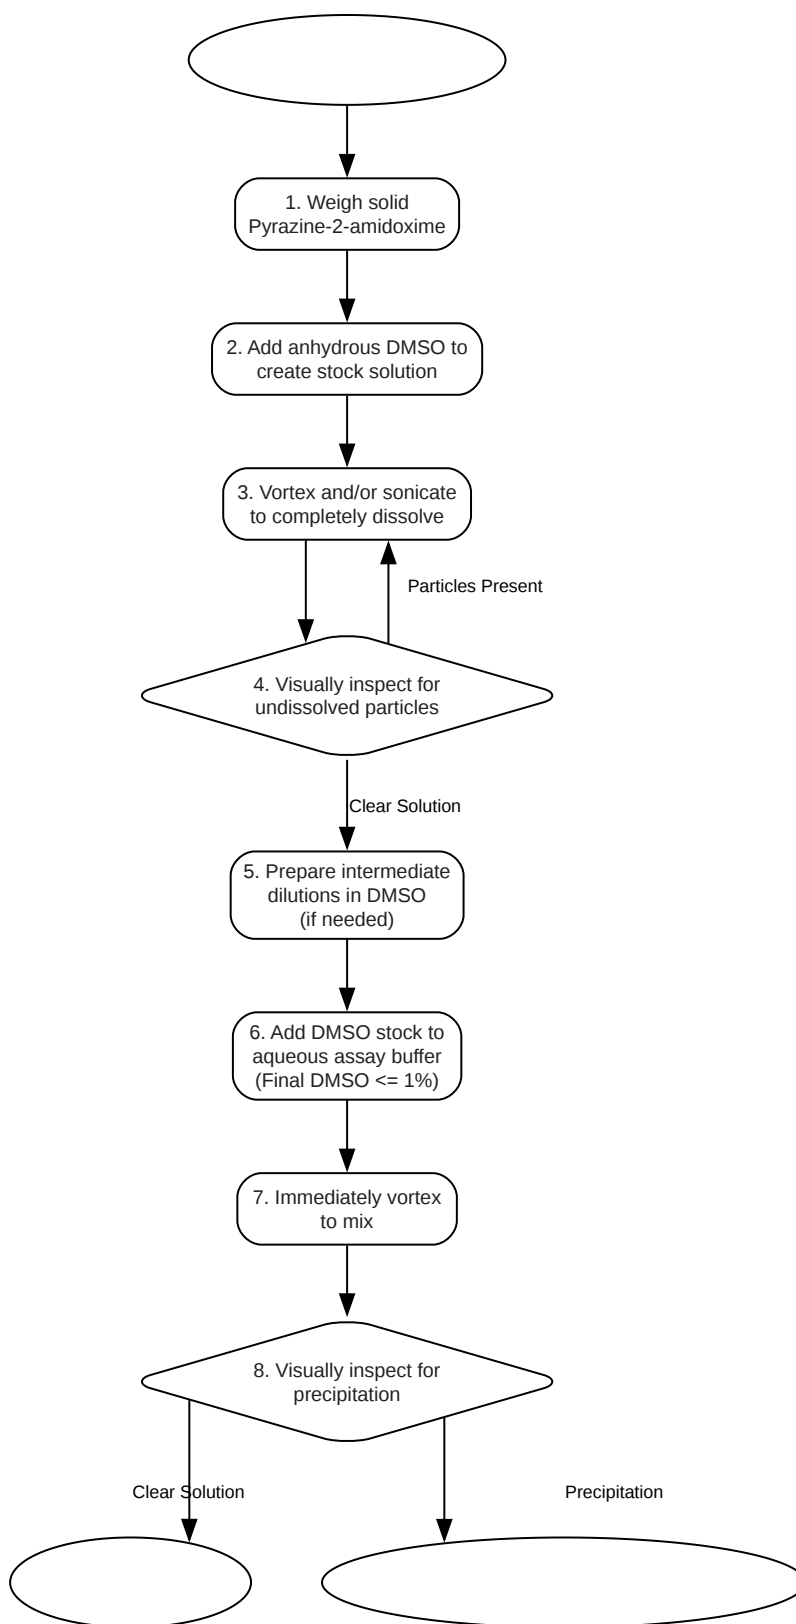 1. Weigh solid
Pyrazine-2-amidoxime
2. Add anhydrous DMSO to
create stock solution
3. Vortex and/or sonicate
to completely dissolve
Particles Present
4. Visually inspect for
undissolved particles
Clear Solution
5. Prepare intermediate
dilutions in DMSO
(if needed)
6. Add DMSO stock to
aqueous assay buffer
(Final DMSO <= 1%)
7. Immediately vortex
to mix
8. Visually inspect for
precipitation
Clear Solution
Precipitation